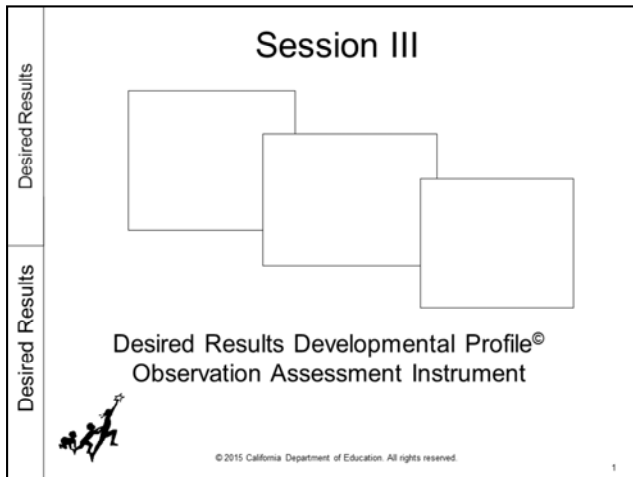 Session III
Desired Results
Desired Results
Desired Results Developmental Profile©
Observation Assessment Instrument
© 2015 California Department of Education. All rights reserved.
1